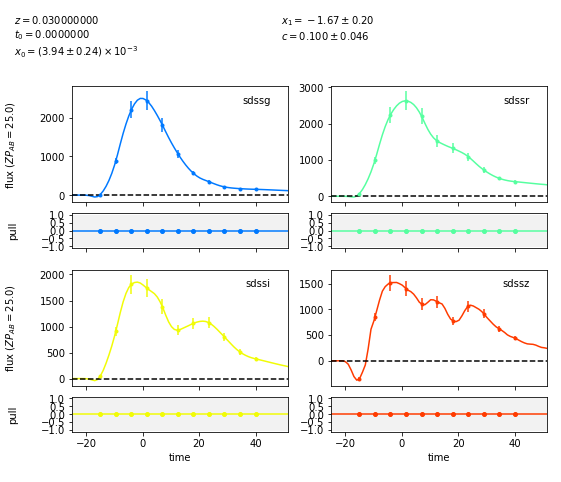 z = 0.030000000
t0 = 0.0000000
x0 = (3.94 ± 0.24) × 10^−3
x1 = −1.67 ± 0.20
c = 0.100 ± 0.046
flux (ZP_AB = 25.0)
2000
1000
0
sdssg
3000
2000
1000
0
sdssr
pull
1.0
0.5
0.0
−0.5
−1.0
1.0
0.5
0.0
−0.5
−1.0
flux (ZP_AB = 25.0)
2000
1500
1000
500
0
sdssi
1500
1000
500
0
sdssz
pull
1.0
0.5
0.0
−0.5
−1.0
1.0
0.5
0.0
−0.5
−1.0
−20 0 20 40
−20 0 20 40
time
time